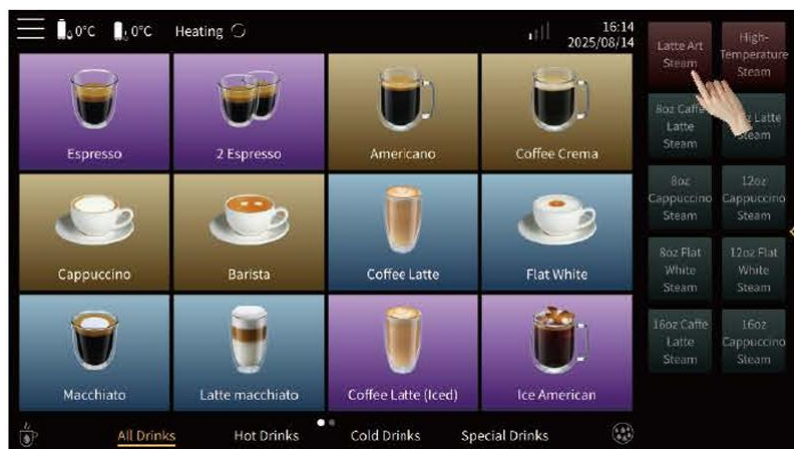 0°C 0°C Heating 16:14
2025/08/14
Espresso 2 Espresso Americano Coffee Crema
Cappuccino Barista Coffee Latte Flat White
Macchiato Latte macchiato Coffee Latte (Iced) Ice American
All Drinks Hot Drinks Cold Drinks Special Drinks
Latte Art
Steam
High-
Temperature
Steam
8oz Caffe
Latte
Steam
Latte
Steam
8oz
Cappuccino
Steam
12oz
Cappuccino
Steam
8oz Flat
White
Steam
12oz Flat
White
Steam
16oz Caffe
Latte
Steam
16oz
Cappuccino
Steam